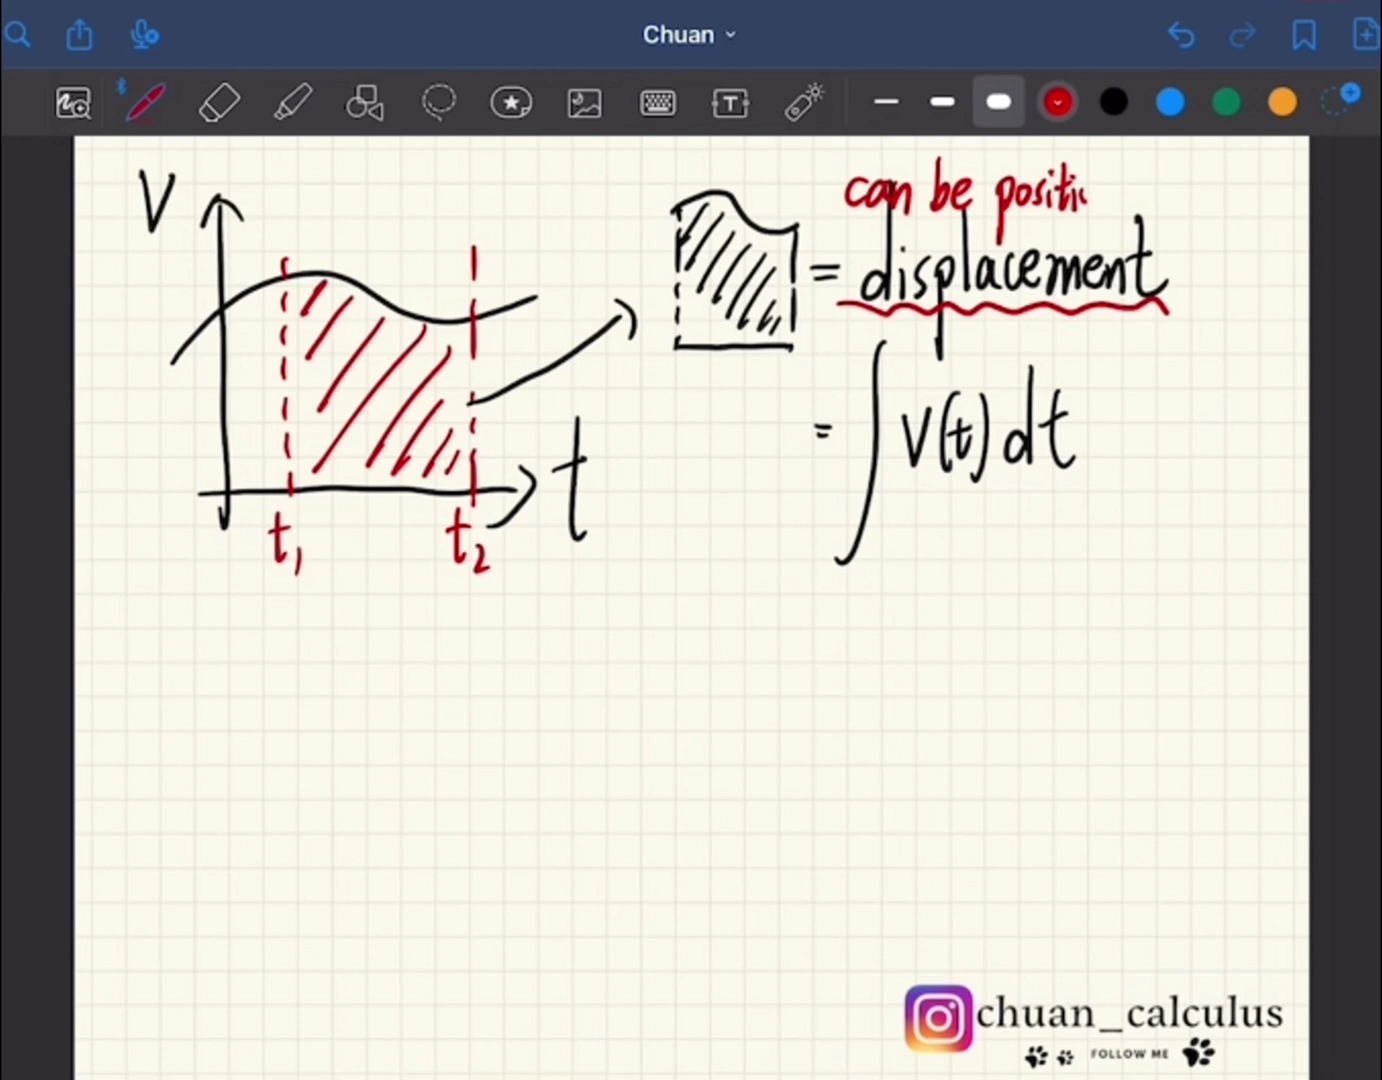 Chuan
V
can be positi
= displacement
= ∫ V(t) dt
t
t₁
t₂
chuan_calculus
FOLLOW ME